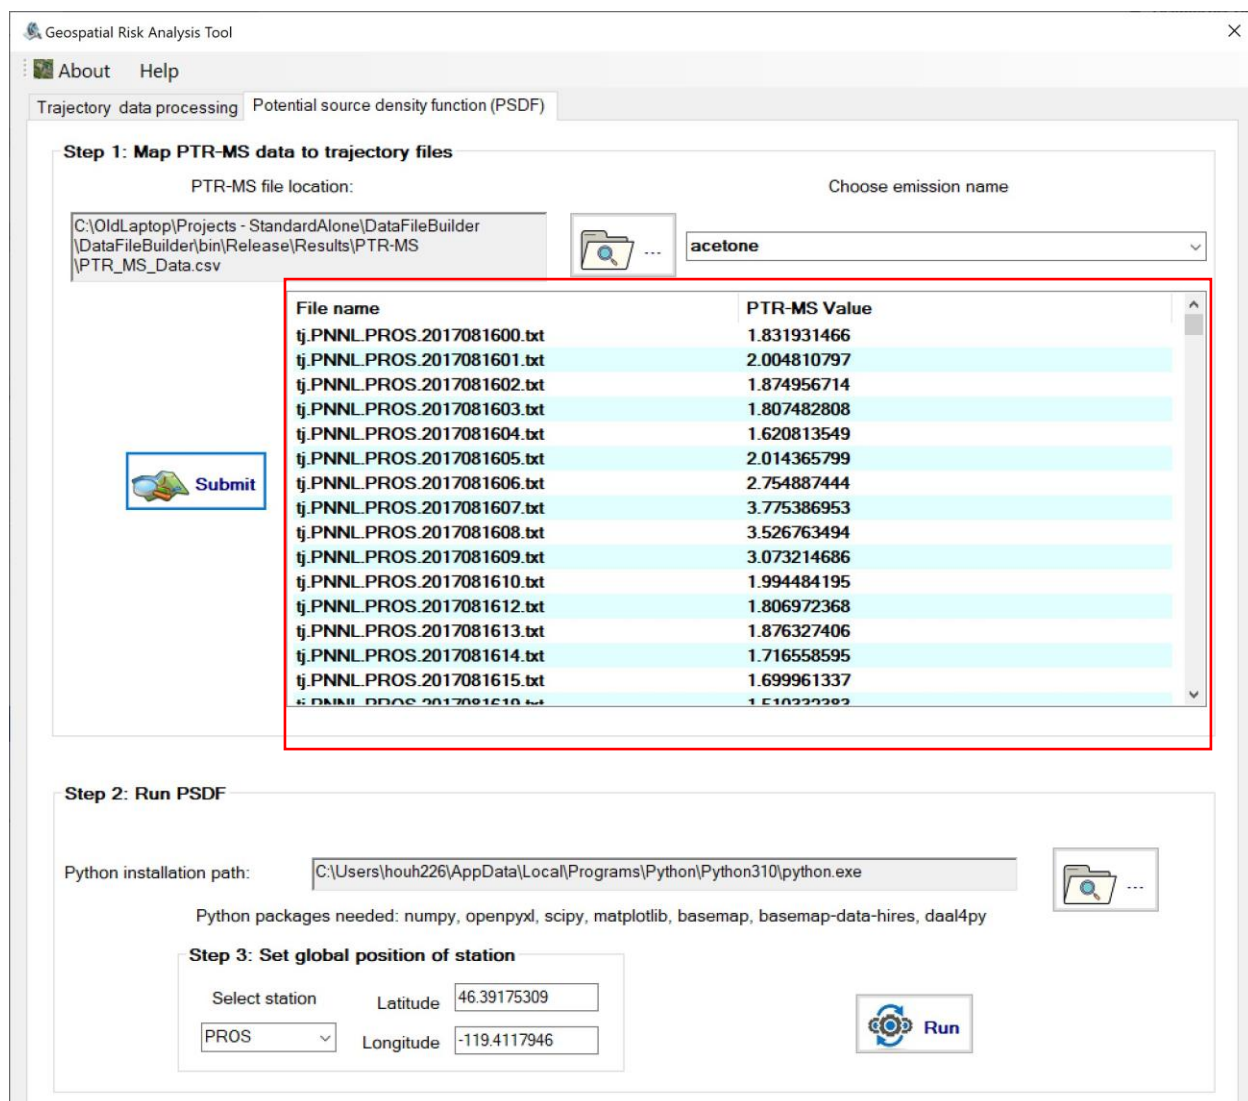 Geospatial Risk Analysis Tool
About Help
Trajectory data processing Potential source density function (PSDF)
Step 1: Map PTR-MS data to trajectory files
PTR-MS file location: Choose emission name
C:\OldLaptop\Projects - StandardAlone\DataFileBuilder
\DataFileBuilder\bin\Release\Results\PTR-MS
\PTR_MS_Data.csv
...
acetone
File name PTR-MS Value
tj.PNNL.PROS.2017081600.txt 1.831931466
tj.PNNL.PROS.2017081601.txt 2.004810797
tj.PNNL.PROS.2017081602.txt 1.874956714
tj.PNNL.PROS.2017081603.txt 1.807482808
tj.PNNL.PROS.2017081604.txt 1.620813549
tj.PNNL.PROS.2017081605.txt 2.014365799
tj.PNNL.PROS.2017081606.txt 2.754887444
tj.PNNL.PROS.2017081607.txt 3.775386953
tj.PNNL.PROS.2017081608.txt 3.526763494
tj.PNNL.PROS.2017081609.txt 3.073214686
tj.PNNL.PROS.2017081610.txt 1.994484195
tj.PNNL.PROS.2017081612.txt 1.806972368
tj.PNNL.PROS.2017081613.txt 1.876327406
tj.PNNL.PROS.2017081614.txt 1.716558595
tj.PNNL.PROS.2017081615.txt 1.699961337
Submit
Step 2: Run PSDF
Python installation path: C:\Users\houh226\AppData\Local\Programs\Python\Python310\python.exe
...
Python packages needed: numpy, openpyxl, scipy, matplotlib, basemap, basemap-data-hires, daal4py
Step 3: Set global position of station
Select station Latitude 46.39175309
PROS Longitude -119.4117946
Run